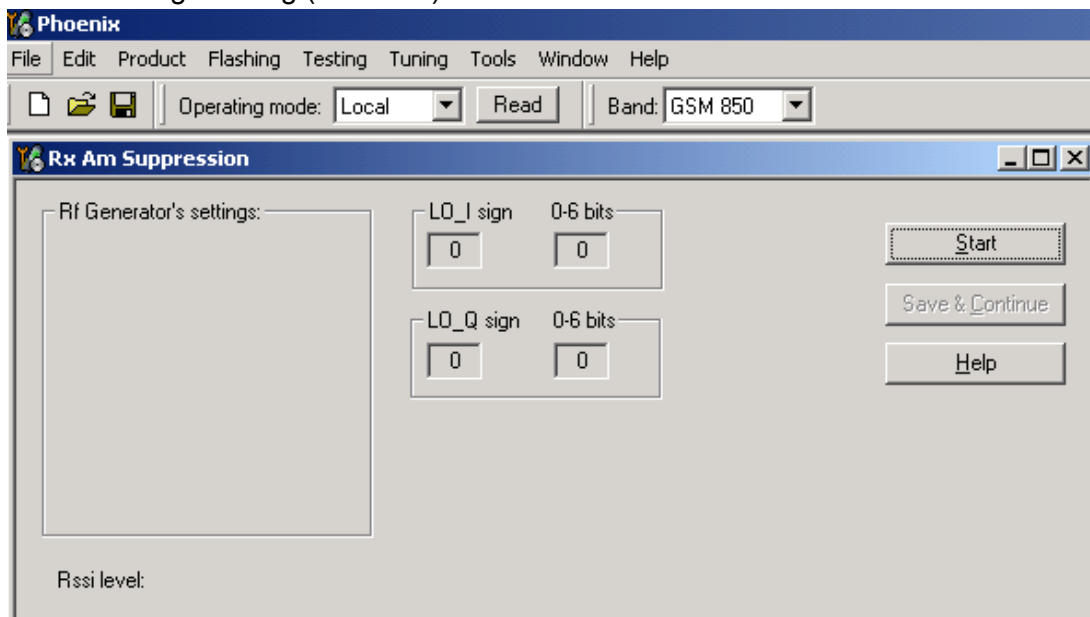 Phoenix
File Edit Product Flashing Testing Tuning Tools Window Help
Operating mode: Local Read Band: GSM 850
Rx Am Suppression
Rf Generator's settings:
LO_I sign 0-6 bits
0 0
Start
Save & Continue
LO_Q sign 0-6 bits
0 0
Help
Rssi level: